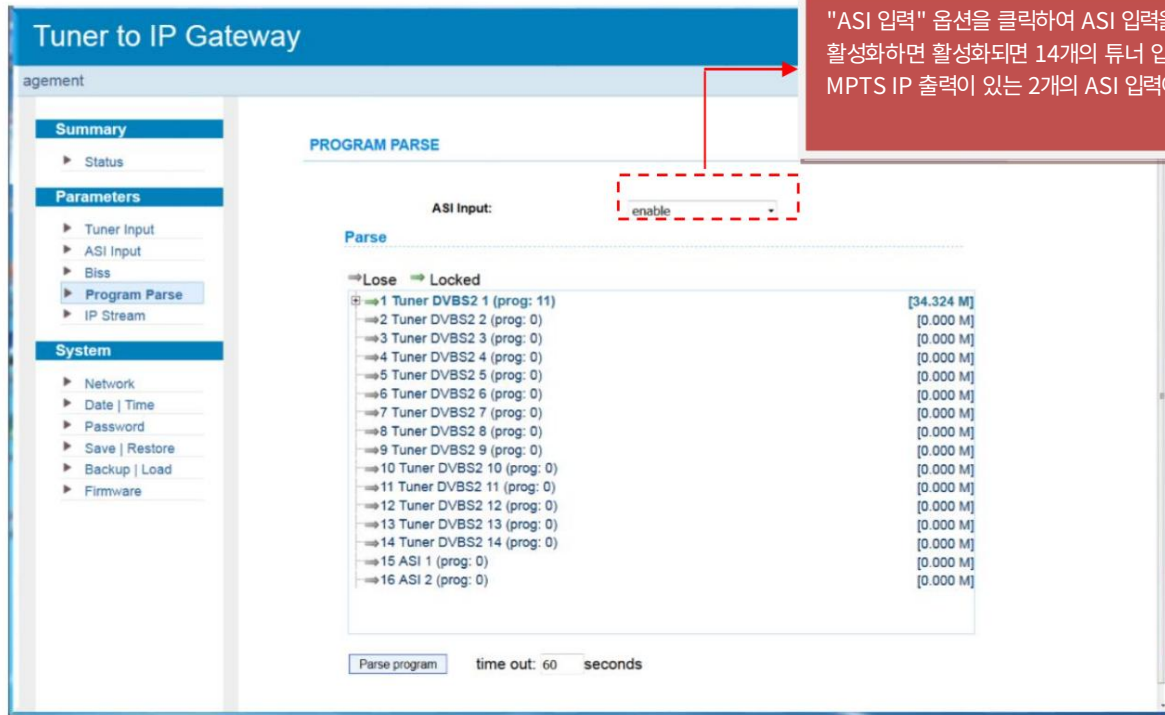 Tuner to IP Gateway
"ASI 입력" 옵션을 클릭하여 ASI 입력을
활성화하면 활성화되면 14개의 튜너
MPTS IP 출력이 있는 2개의 ASI
agement
Summary
Status
Parameters
Tuner Input
ASI Input
Biss
Program Parse
IP Stream
System
Network
Date | Time
Password
Save | Restore
Backup | Load
Firmware
PROGRAM PARSE
ASI Input: enable
Parse
Lose Locked
1 Tuner DVBS2 1 (prog: 11) [34.324 M]
2 Tuner DVBS2 2 (prog: 0) [0.000 M]
3 Tuner DVBS2 3 (prog: 0) [0.000 M]
4 Tuner DVBS2 4 (prog: 0) [0.000 M]
5 Tuner DVBS2 5 (prog: 0) [0.000 M]
6 Tuner DVBS2 6 (prog: 0) [0.000 M]
7 Tuner DVBS2 7 (prog: 0) [0.000 M]
8 Tuner DVBS2 8 (prog: 0) [0.000 M]
9 Tuner DVBS2 9 (prog: 0) [0.000 M]
10 Tuner DVBS2 10 (prog: 0) [0.000 M]
11 Tuner DVBS2 11 (prog: 0) [0.000 M]
12 Tuner DVBS2 12 (prog: 0) [0.000 M]
13 Tuner DVBS2 13 (prog: 0) [0.000 M]
14 Tuner DVBS2 14 (prog: 0) [0.000 M]
15 ASI 1 (prog: 0) [0.000 M]
16 ASI 2 (prog: 0) [0.000 M]
Parse program time out: 60 seconds